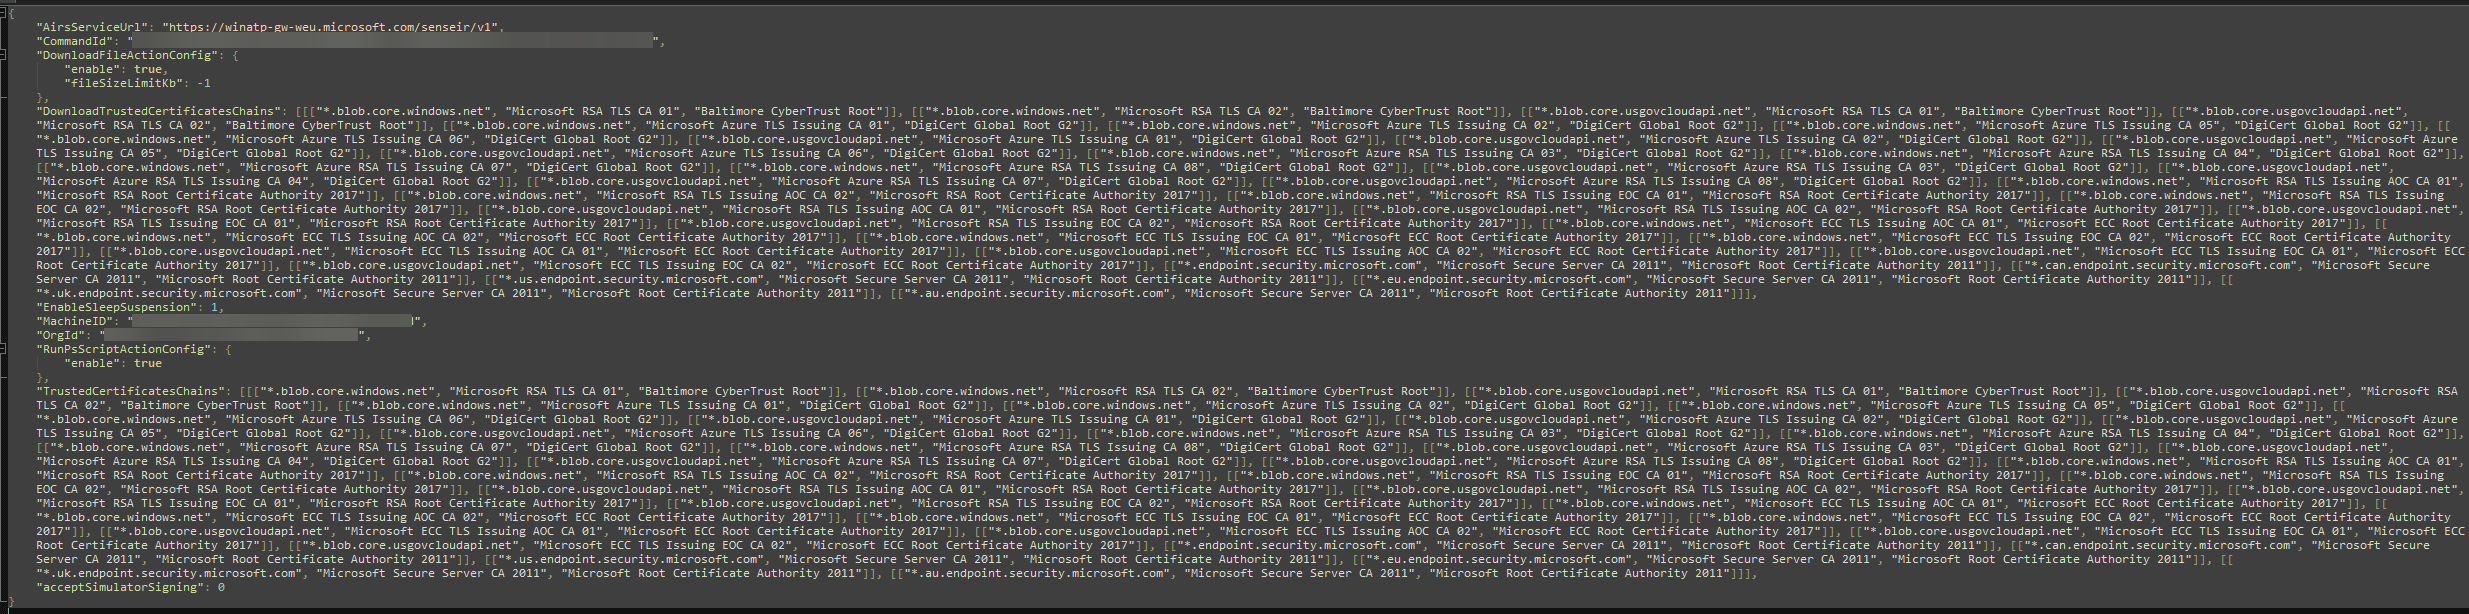 {
"AirsServiceUrl": "https://winatp-gw-weu.microsoft.com/senseir/v1",
"CommandId": "",
"DownloadFileActionConfig": {
"enable": true,
"fileSizeLimitKb": -1
},
"DownloadTrustedCertificatesChains": [[["*.blob.core.windows.net", "Microsoft RSA TLS CA 01", "Baltimore CyberTrust Root"]], [["*.blob.core.windows.net", "Microsoft RSA TLS CA 02", "Baltimore CyberTrust Root"]], [["*.blob.core.usgovcloudapi.net", "Microsoft RSA TLS CA 01", "Baltimore CyberTrust Root"]], [["*.blob.core.usgovcloudapi.net",
"Microsoft RSA TLS CA 02", "Baltimore CyberTrust Root"]], [["*.blob.core.windows.net", "Microsoft Azure TLS Issuing CA 01", "DigiCert Global Root G2"]], [["*.blob.core.windows.net", "Microsoft Azure TLS Issuing CA 02", "DigiCert Global Root G2"]], [["*.blob.core.windows.net", "Microsoft Azure TLS Issuing CA 05", "DigiCert Global Root G2"]], [[
"*.blob.core.windows.net", "Microsoft Azure TLS Issuing CA 06", "DigiCert Global Root G2"]], [["*.blob.core.usgovcloudapi.net", "Microsoft Azure TLS Issuing CA 01", "DigiCert Global Root G2"]], [["*.blob.core.usgovcloudapi.net", "Microsoft Azure TLS Issuing CA 02", "DigiCert Global Root G2"]], [["*.blob.core.usgovcloudapi.net", "Microsoft Azure
TLS Issuing CA 05", "DigiCert Global Root G2"]], [["*.blob.core.usgovcloudapi.net", "Microsoft Azure TLS Issuing CA 06", "DigiCert Global Root G2"]], [["*.blob.core.windows.net", "Microsoft Azure RSA TLS Issuing CA 03", "DigiCert Global Root G2"]], [["*.blob.core.windows.net", "Microsoft Azure RSA TLS Issuing CA 04", "DigiCert Global Root G2"]],
[["*.blob.core.windows.net", "Microsoft Azure RSA TLS Issuing CA 07", "DigiCert Global Root G2"]], [["*.blob.core.windows.net", "Microsoft Azure RSA TLS Issuing CA 08", "DigiCert Global Root G2"]], [["*.blob.core.usgovcloudapi.net", "Microsoft Azure RSA TLS Issuing CA 03", "DigiCert Global Root G2"]], [["*.blob.core.usgovcloudapi.net",
"Microsoft Azure RSA TLS Issuing CA 04", "DigiCert Global Root G2"]], [["*.blob.core.usgovcloudapi.net", "Microsoft Azure RSA TLS Issuing CA 07", "DigiCert Global Root G2"]], [["*.blob.core.usgovcloudapi.net", "Microsoft Azure RSA TLS Issuing CA 08", "DigiCert Global Root G2"]], [["*.blob.core.windows.net", "Microsoft RSA TLS Issuing AOC CA 01",
"Microsoft RSA Root Certificate Authority 2017"]], [["*.blob.core.windows.net", "Microsoft RSA TLS Issuing AOC CA 02", "Microsoft RSA Root Certificate Authority 2017"]], [["*.blob.core.windows.net", "Microsoft RSA TLS Issuing EOC CA 01", "Microsoft RSA Root Certificate Authority 2017"]], [["*.blob.core.windows.net", "Microsoft RSA TLS Issuing
EOC CA 02", "Microsoft RSA Root Certificate Authority 2017"]], [["*.blob.core.usgovcloudapi.net", "Microsoft RSA TLS Issuing AOC CA 01", "Microsoft RSA Root Certificate Authority 2017"]], [["*.blob.core.usgovcloudapi.net", "Microsoft RSA TLS Issuing AOC CA 02", "Microsoft RSA Root Certificate Authority 2017"]], [["*.blob.core.usgovcloudapi.net",
"Microsoft RSA TLS Issuing EOC CA 01", "Microsoft RSA Root Certificate Authority 2017"]], [["*.blob.core.usgovcloudapi.net", "Microsoft RSA TLS Issuing EOC CA 02", "Microsoft RSA Root Certificate Authority 2017"]], [["*.blob.core.windows.net", "Microsoft ECC TLS Issuing AOC CA 01", "Microsoft ECC Root Certificate Authority 2017"]], [[
"*.blob.core.windows.net", "Microsoft ECC TLS Issuing AOC CA 02", "Microsoft ECC Root Certificate Authority 2017"]], [["*.blob.core.windows.net", "Microsoft ECC TLS Issuing EOC CA 01", "Microsoft ECC Root Certificate Authority 2017"]], [["*.blob.core.windows.net", "Microsoft ECC TLS Issuing EOC CA 02", "Microsoft ECC Root Certificate Authority
2017"]], [["*.blob.core.usgovcloudapi.net", "Microsoft ECC TLS Issuing AOC CA 01", "Microsoft ECC Root Certificate Authority 2017"]], [["*.blob.core.usgovcloudapi.net", "Microsoft ECC TLS Issuing AOC CA 02", "Microsoft ECC Root Certificate Authority 2017"]], [["*.blob.core.usgovcloudapi.net", "Microsoft ECC TLS Issuing EOC CA 01", "Microsoft ECC
Root Certificate Authority 2017"]], [["*.blob.core.usgovcloudapi.net", "Microsoft ECC TLS Issuing EOC CA 02", "Microsoft ECC Root Certificate Authority 2017"]], [["*.endpoint.security.microsoft.com", "Microsoft Secure Server CA 2011", "Microsoft Root Certificate Authority 2011"]], [["*.can.endpoint.security.microsoft.com", "Microsoft Secure
Server CA 2011", "Microsoft Root Certificate Authority 2011"]], [["*.us.endpoint.security.microsoft.com", "Microsoft Secure Server CA 2011", "Microsoft Root Certificate Authority 2011"]], [["*.eu.endpoint.security.microsoft.com", "Microsoft Secure Server CA 2011", "Microsoft Root Certificate Authority 2011"]], [[
"*.uk.endpoint.security.microsoft.com", "Microsoft Secure Server CA 2011", "Microsoft Root Certificate Authority 2011"]], [["*.au.endpoint.security.microsoft.com", "Microsoft Secure Server CA 2011", "Microsoft Root Certificate Authority 2011"]]],
"EnableSleepSuspension": 1,
"MachineID": "",
"OrgId": "",
"RunPsScriptActionConfig": {
"enable": true
},
"TrustedCertificatesChains": [[["*.blob.core.windows.net", "Microsoft RSA TLS CA 01", "Baltimore CyberTrust Root"]], [["*.blob.core.windows.net", "Microsoft RSA TLS CA 02", "Baltimore CyberTrust Root"]], [["*.blob.core.usgovcloudapi.net", "Microsoft RSA TLS CA 01", "Baltimore CyberTrust Root"]], [["*.blob.core.usgovcloudapi.net", "Microsoft RSA
TLS CA 02", "Baltimore CyberTrust Root"]], [["*.blob.core.windows.net", "Microsoft Azure TLS Issuing CA 01", "DigiCert Global Root G2"]], [["*.blob.core.windows.net", "Microsoft Azure TLS Issuing CA 02", "DigiCert Global Root G2"]], [["*.blob.core.windows.net", "Microsoft Azure TLS Issuing CA 05", "DigiCert Global Root G2"]], [[
"*.blob.core.windows.net", "Microsoft Azure TLS Issuing CA 06", "DigiCert Global Root G2"]], [["*.blob.core.usgovcloudapi.net", "Microsoft Azure TLS Issuing CA 01", "DigiCert Global Root G2"]], [["*.blob.core.usgovcloudapi.net", "Microsoft Azure TLS Issuing CA 02", "DigiCert Global Root G2"]], [["*.blob.core.usgovcloudapi.net", "Microsoft Azure
TLS Issuing CA 05", "DigiCert Global Root G2"]], [["*.blob.core.usgovcloudapi.net", "Microsoft Azure TLS Issuing CA 06", "DigiCert Global Root G2"]], [["*.blob.core.windows.net", "Microsoft Azure RSA TLS Issuing CA 03", "DigiCert Global Root G2"]], [["*.blob.core.windows.net", "Microsoft Azure RSA TLS Issuing CA 04", "DigiCert Global Root G2"]],
[["*.blob.core.windows.net", "Microsoft Azure RSA TLS Issuing CA 07", "DigiCert Global Root G2"]], [["*.blob.core.windows.net", "Microsoft Azure RSA TLS Issuing CA 08", "DigiCert Global Root G2"]], [["*.blob.core.usgovcloudapi.net", "Microsoft Azure RSA TLS Issuing CA 03", "DigiCert Global Root G2"]], [["*.blob.core.usgovcloudapi.net",
"Microsoft Azure RSA TLS Issuing CA 04", "DigiCert Global Root G2"]], [["*.blob.core.usgovcloudapi.net", "Microsoft Azure RSA TLS Issuing CA 07", "DigiCert Global Root G2"]], [["*.blob.core.usgovcloudapi.net", "Microsoft Azure RSA TLS Issuing CA 08", "DigiCert Global Root G2"]], [["*.blob.core.windows.net", "Microsoft RSA TLS Issuing AOC CA 01",
"Microsoft RSA Root Certificate Authority 2017"]], [["*.blob.core.windows.net", "Microsoft RSA TLS Issuing AOC CA 02", "Microsoft RSA Root Certificate Authority 2017"]], [["*.blob.core.windows.net", "Microsoft RSA TLS Issuing EOC CA 01", "Microsoft RSA Root Certificate Authority 2017"]], [["*.blob.core.windows.net", "Microsoft RSA TLS Issuing
EOC CA 02", "Microsoft RSA Root Certificate Authority 2017"]], [["*.blob.core.usgovcloudapi.net", "Microsoft RSA TLS Issuing AOC CA 01", "Microsoft RSA Root Certificate Authority 2017"]], [["*.blob.core.usgovcloudapi.net", "Microsoft RSA TLS Issuing AOC CA 02", "Microsoft RSA Root Certificate Authority 2017"]], [["*.blob.core.usgovcloudapi.net",
"Microsoft RSA TLS Issuing EOC CA 01", "Microsoft RSA Root Certificate Authority 2017"]], [["*.blob.core.usgovcloudapi.net", "Microsoft RSA TLS Issuing EOC CA 02", "Microsoft RSA Root Certificate Authority 2017"]], [["*.blob.core.windows.net", "Microsoft ECC TLS Issuing AOC CA 01", "Microsoft ECC Root Certificate Authority 2017"]], [[
"*.blob.core.windows.net", "Microsoft ECC TLS Issuing AOC CA 02", "Microsoft ECC Root Certificate Authority 2017"]], [["*.blob.core.windows.net", "Microsoft ECC TLS Issuing EOC CA 01", "Microsoft ECC Root Certificate Authority 2017"]], [["*.blob.core.windows.net", "Microsoft ECC TLS Issuing EOC CA 02", "Microsoft ECC Root Certificate Authority
2017"]], [["*.blob.core.usgovcloudapi.net", "Microsoft ECC TLS Issuing AOC CA 01", "Microsoft ECC Root Certificate Authority 2017"]], [["*.blob.core.usgovcloudapi.net", "Microsoft ECC TLS Issuing AOC CA 02", "Microsoft ECC Root Certificate Authority 2017"]], [["*.blob.core.usgovcloudapi.net", "Microsoft ECC TLS Issuing EOC CA 01", "Microsoft ECC
Root Certificate Authority 2017"]], [["*.blob.core.usgovcloudapi.net", "Microsoft ECC TLS Issuing EOC CA 02", "Microsoft ECC Root Certificate Authority 2017"]], [["*.endpoint.security.microsoft.com", "Microsoft Secure Server CA 2011", "Microsoft Root Certificate Authority 2011"]], [["*.can.endpoint.security.microsoft.com", "Microsoft Secure
Server CA 2011", "Microsoft Root Certificate Authority 2011"]], [["*.us.endpoint.security.microsoft.com", "Microsoft Secure Server CA 2011", "Microsoft Root Certificate Authority 2011"]], [["*.eu.endpoint.security.microsoft.com", "Microsoft Secure Server CA 2011", "Microsoft Root Certificate Authority 2011"]], [[
"*.uk.endpoint.security.microsoft.com", "Microsoft Secure Server CA 2011", "Microsoft Root Certificate Authority 2011"]], [["*.au.endpoint.security.microsoft.com", "Microsoft Secure Server CA 2011", "Microsoft Root Certificate Authority 2011"]]],
"acceptSimulatorSigning": 0
}